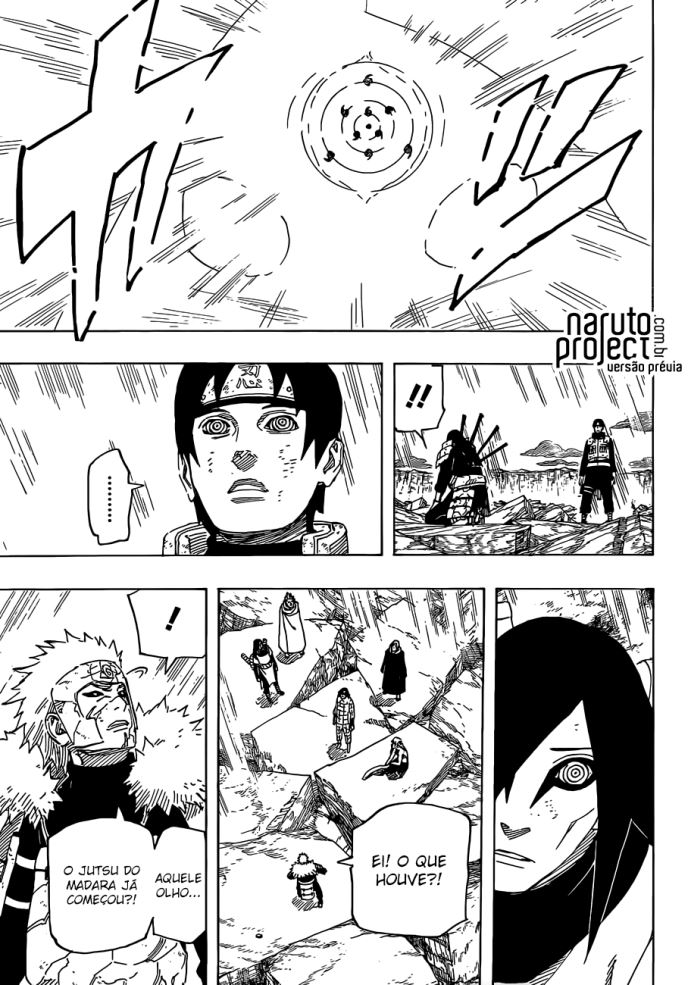 naruto
project
.com.br
versão prévia
!!
.........
EI! O QUE
HOUVE?!
!
AQUELE
OLHO...
O JUTSU DO
MADARA JÁ
COMEÇOU?!